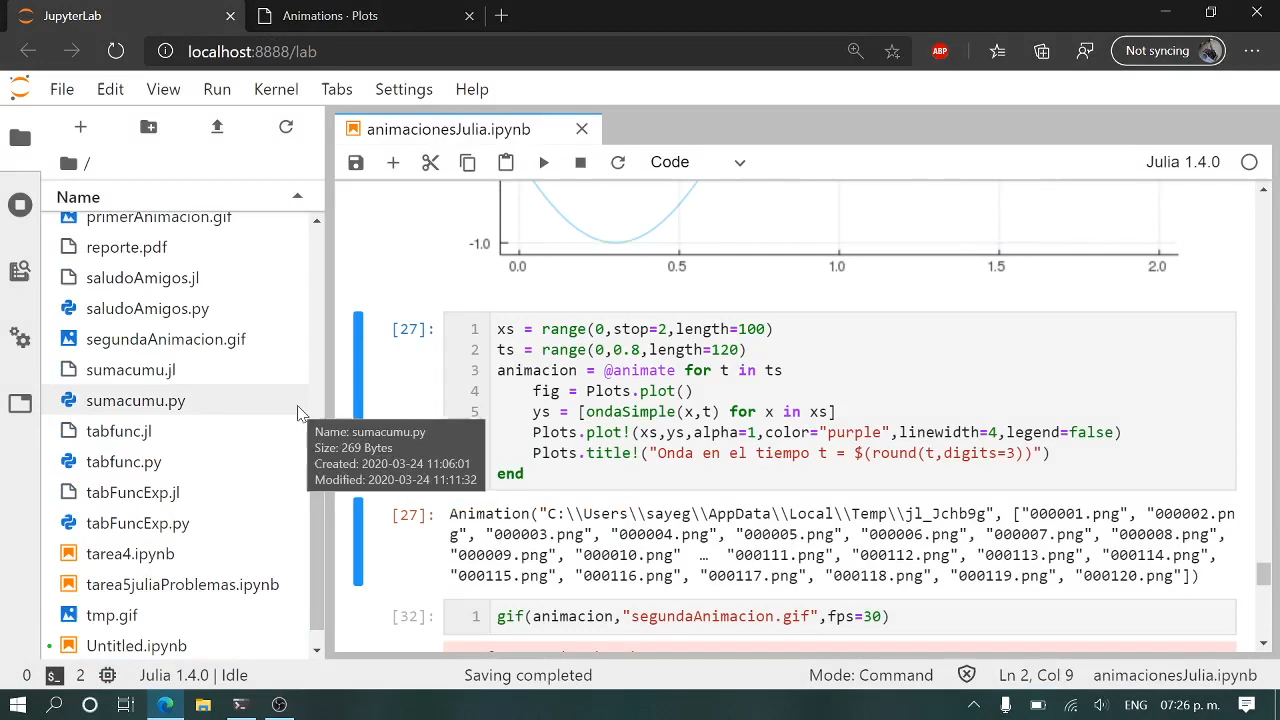 JupyterLab
Animations · Plots
localhost:8888/lab
ABP
Not syncing
File Edit View Run Kernel Tabs Settings Help
animacionesJulia.ipynb
/
Code
Julia 1.4.0
Name
primerAnimacion.gif
reporte.pdf
saludoAmigos.jl
saludoAmigos.py
segundaAnimacion.gif
sumacumu.jl
sumacumu.py
tabfunc.jl
tabfunc.py
tabFuncExp.jl
tabFuncExp.py
tarea4.ipynb
tarea5juliaProblemas.ipynb
tmp.gif
Untitled.ipynb
Name: sumacumu.py
Size: 269 Bytes
Created: 2020-03-24 11:06:01
Modified: 2020-03-24 11:11:32
-1.0
0.0 0.5 1.0 1.5 2.0
[27]:
1 xs = range(0,stop=2,length=100)
2 ts = range(0,0.8,length=120)
3 animacion = @animate for t in ts
4 fig = Plots.plot()
5 ys = [ondaSimple(x,t) for x in xs]
Plots.plot!(xs,ys,alpha=1,color="purple",linewidth=4,legend=false)
Plots.title!("Onda en el tiempo t = $(round(t,digits=3))")
end
[27]: Animation("C:\\Users\\sayeg\\AppData\\Local\\Temp\\jl_Jchb9g", ["000001.png", "000002.pn
g", "000003.png", "000004.png", "000005.png", "000006.png", "000007.png", "000008.png",
"000009.png", "000010.png" … "000111.png", "000112.png", "000113.png", "000114.png",
"000115.png", "000116.png", "000117.png", "000118.png", "000119.png", "000120.png"])
[32]: 1 gif(animacion,"segundaAnimacion.gif",fps=30)
0 2 Julia 1.4.0 | Idle Saving completed Mode: Command Ln 2, Col 9 animacionesJulia.ipynb
ENG 07:26 p. m.